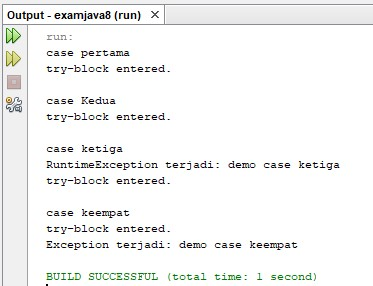 Output - examjava8 (run) ×
run:
case pertama
try-block entered.
case Kedua
try-block entered.
case ketiga
RuntimeException terjadi: demo case ketiga
try-block entered.
case keempat
try-block entered.
Exception terjadi: demo case keempat
BUILD SUCCESSFUL (total time: 1 second)